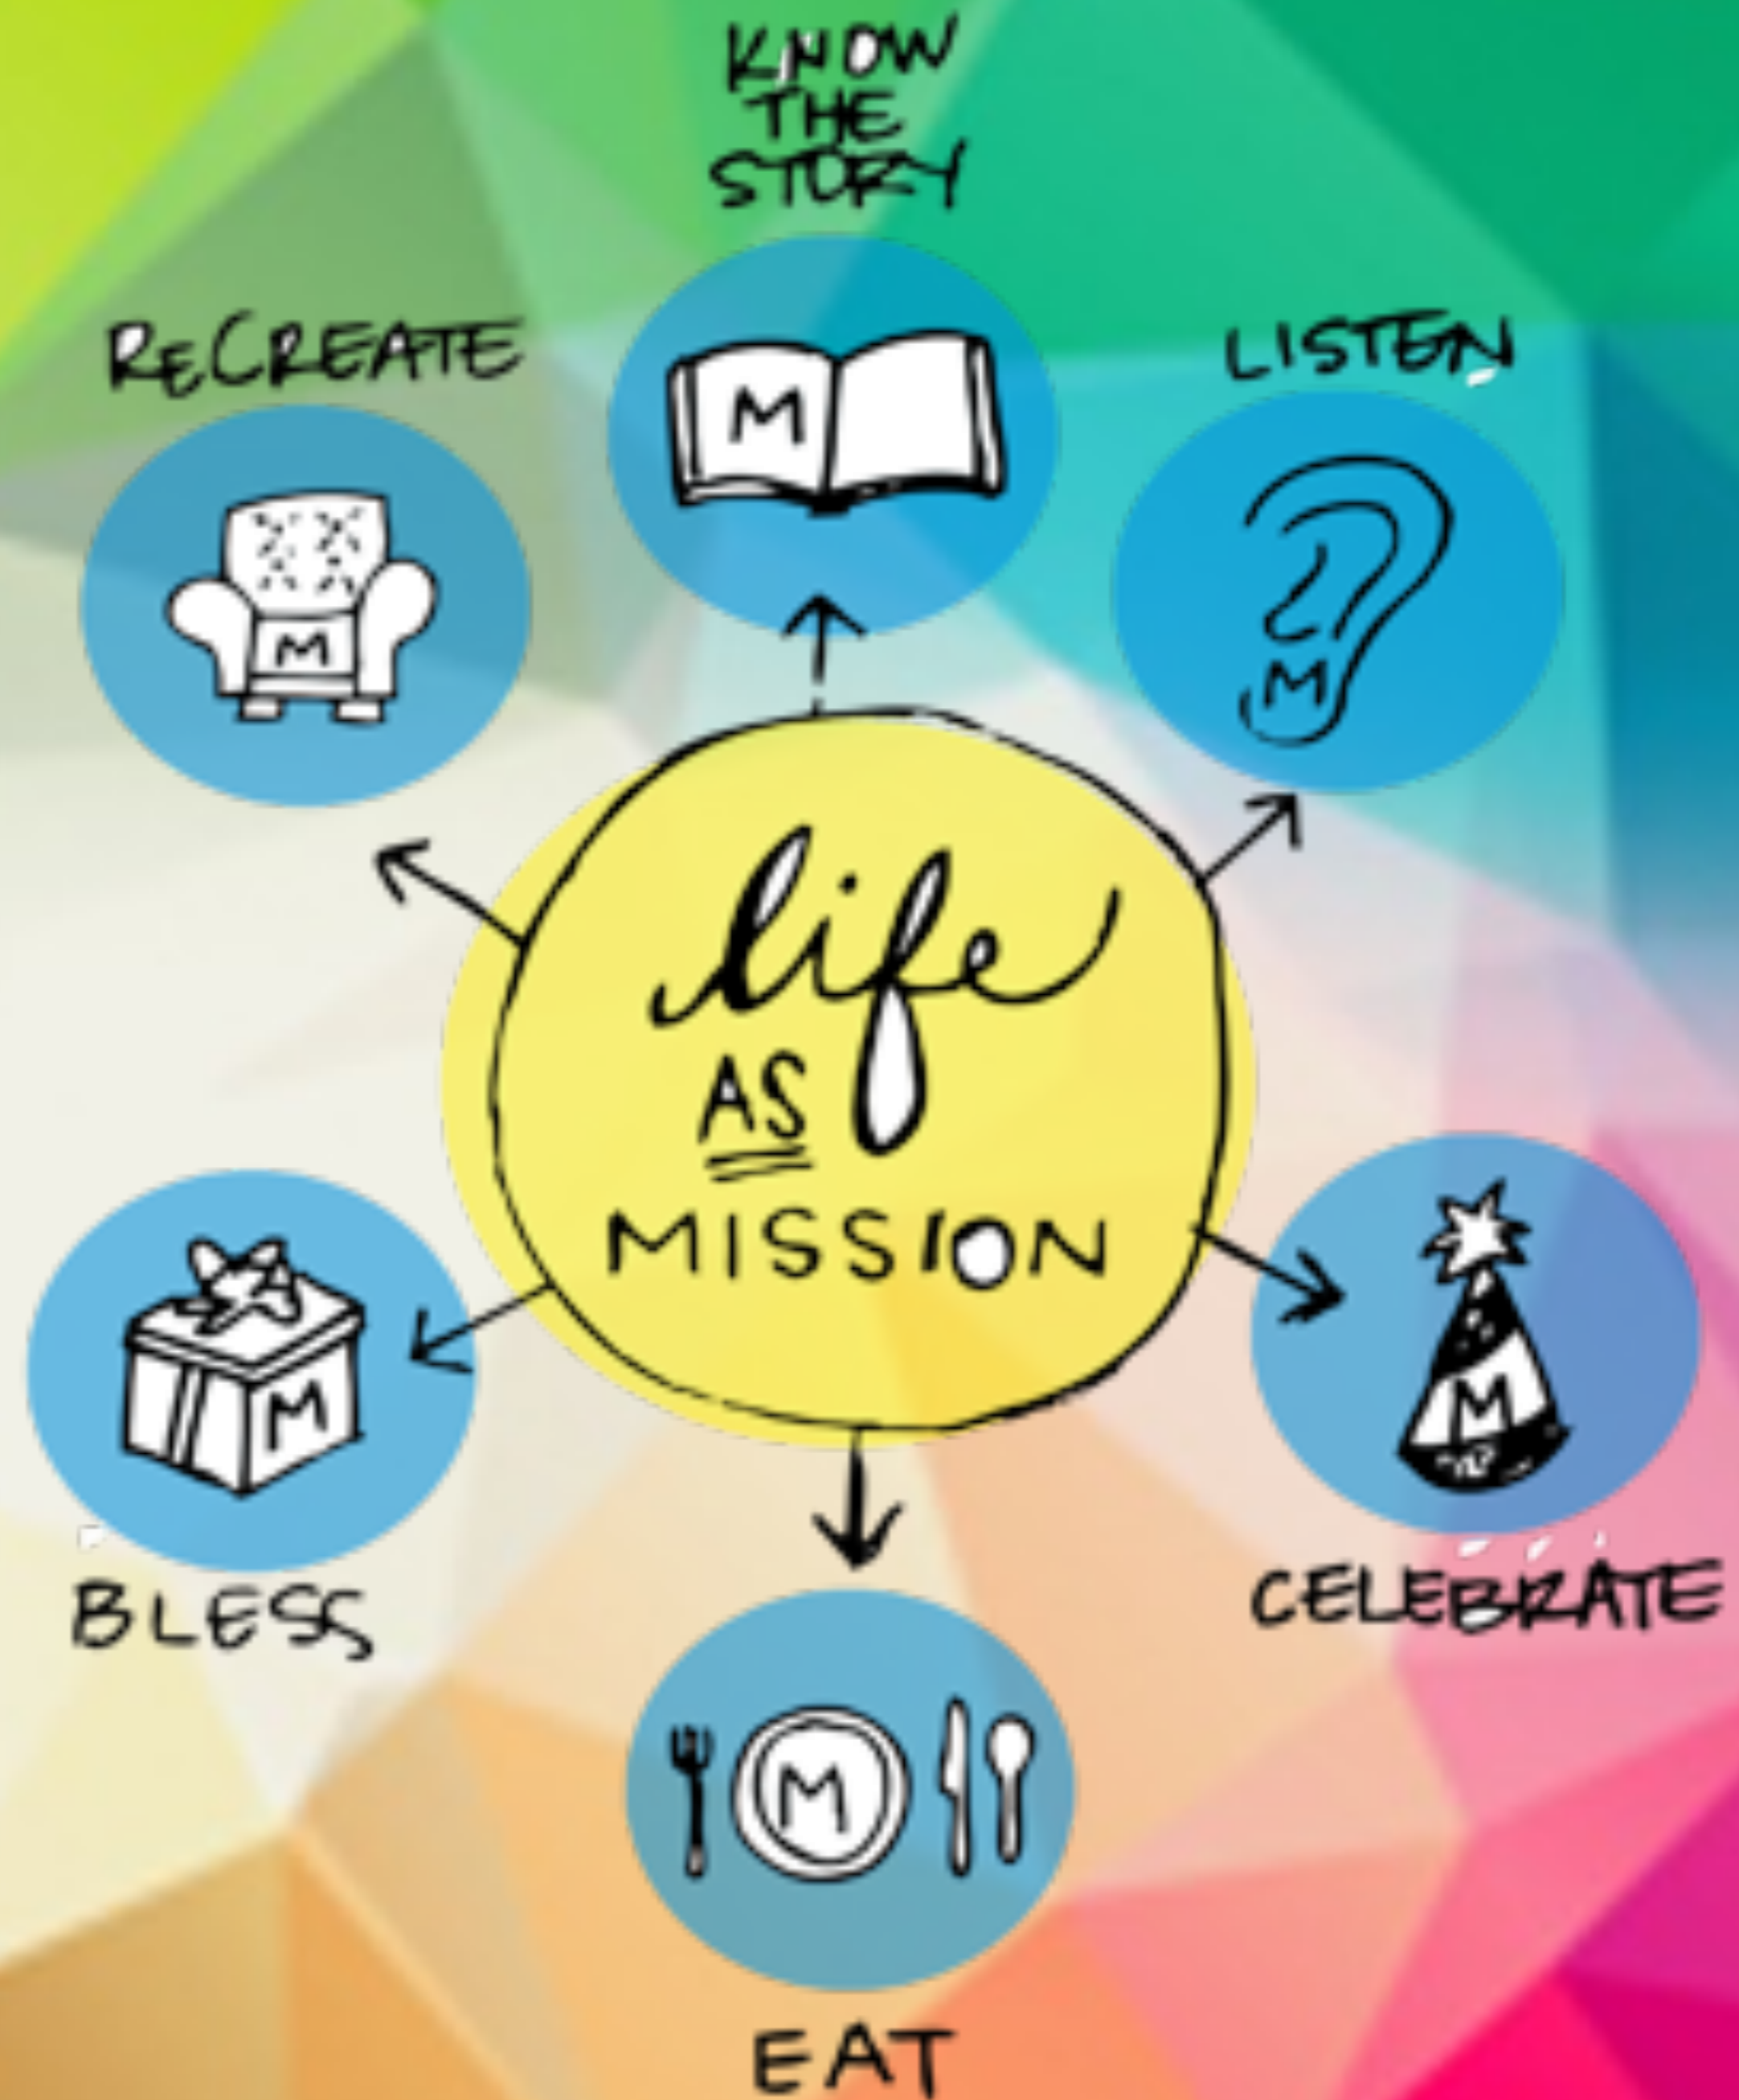 KNOW
THE
STORY
M
ReCREATE
M
LISTEN
M
life
AS
MISSION
M
BLESS
M
CELEBRATE
M
EAT